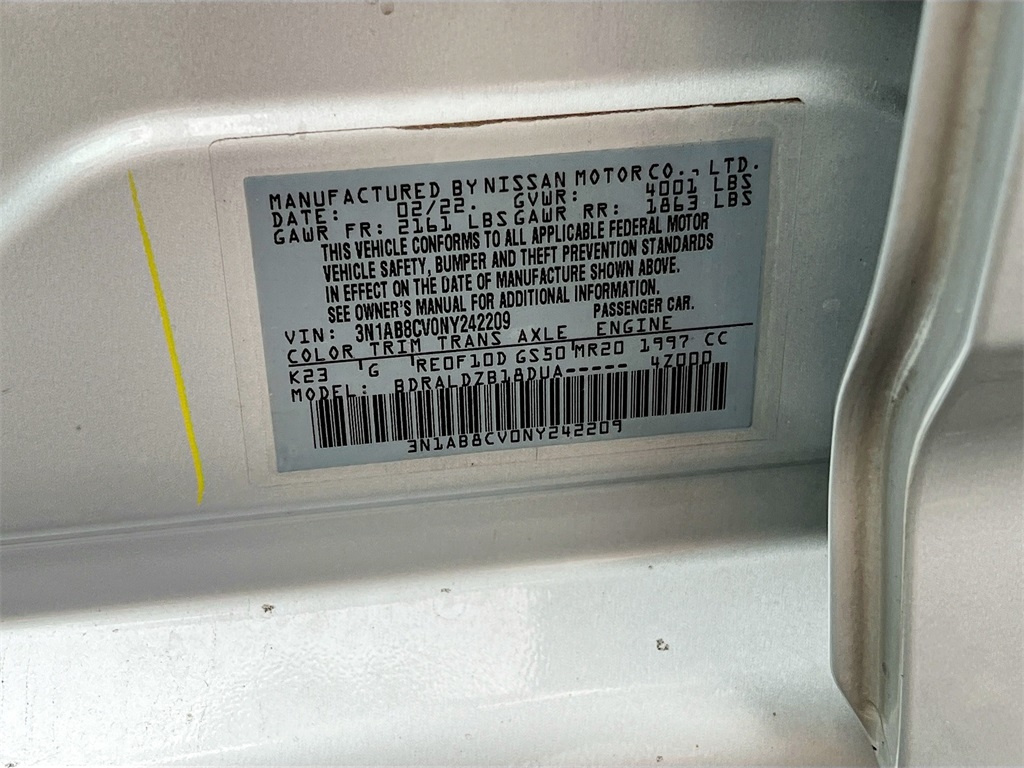 MANUFACTURED BY NISSAN MOTOR CO., LTD.
DATE: 02/22. GVWR: 4001 LBS
GAWR FR: 2161 LBS GAWR RR: 1863 LBS
THIS VEHICLE CONFORMS TO ALL APPLICABLE FEDERAL MOTOR
VEHICLE SAFETY, BUMPER AND THEFT PREVENTION STANDARDS
IN EFFECT ON THE DATE OF MANUFACTURE SHOWN ABOVE.
SEE OWNER'S MANUAL FOR ADDITIONAL INFORMATION.
VIN: 3N1AB8CV0NY242209 PASSENGER CAR.
COLOR TRIM TRANS AXLE ENGINE
K23 G RE0F10D GS50 MR20 1997 CC
MODEL: BDRALDZB18DUA----- 4Z000
3N1AB8CV0NY242209